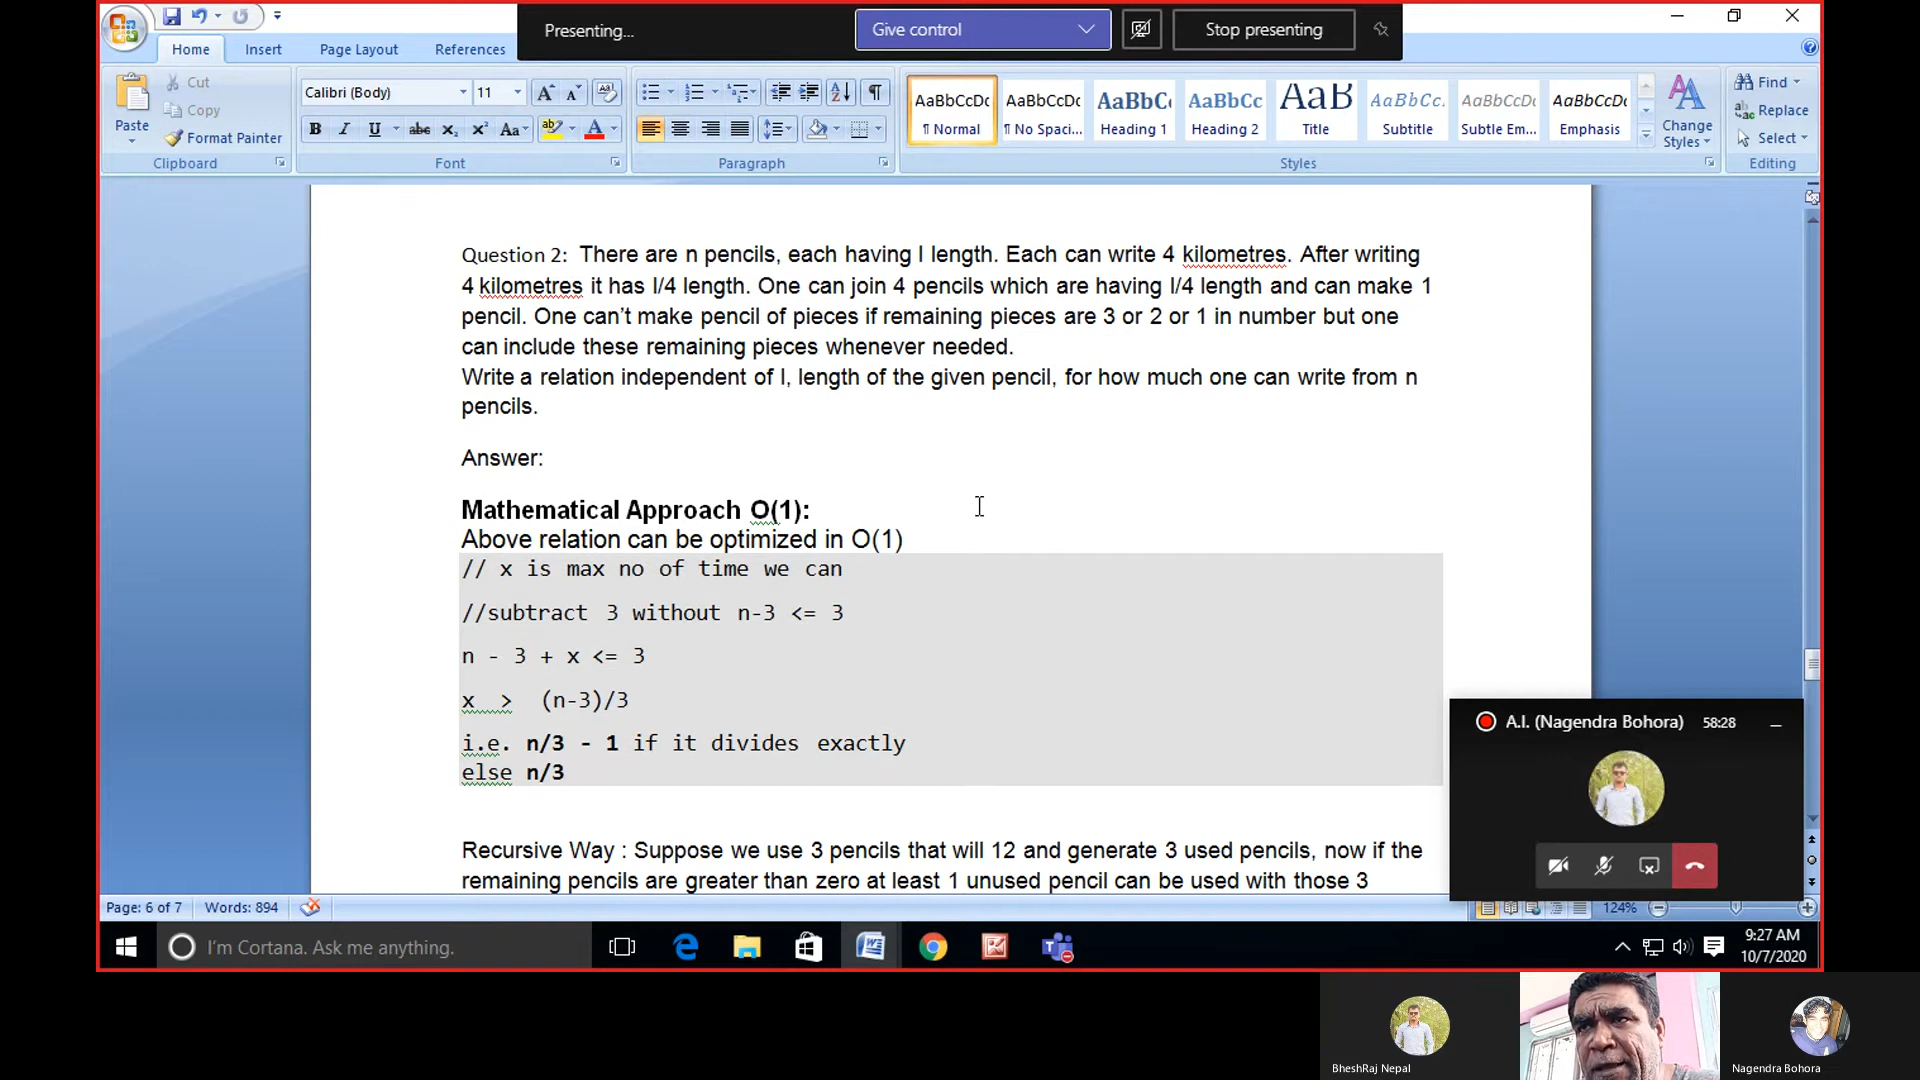 Presenting...
Give control
Stop presenting
Home
Insert
Page Layout
References
Paste
Cut
Copy
Format Painter
Clipboard
Calibri (Body)
11
Font
Paragraph
AaBbCcDc
¶ Normal
AaBbCcDc
¶ No Spaci...
AaBbC
Heading 1
AaBbCc
Heading 2
AaB
Title
AaBbCc.
Subtitle
AaBbCcDc
Subtle Em...
AaBbCcDc
Emphasis
Change
Styles
Styles
Find
Replace
Select
Editing
Question 2: There are n pencils, each having l length. Each can write 4 kilometres. After writing
4 kilometres it has l/4 length. One can join 4 pencils which are having l/4 length and can make 1
pencil. One can’t make pencil of pieces if remaining pieces are 3 or 2 or 1 in number but one
can include these remaining pieces whenever needed.
Write a relation independent of l, length of the given pencil, for how much one can write from n
pencils.
Answer:
Mathematical Approach O(1):
Above relation can be optimized in O(1)
// x is max no of time we can
//subtract 3 without n-3 <= 3
n - 3 + x <= 3
x > (n-3)/3
i.e. n/3 - 1 if it divides exactly
else n/3
Recursive Way : Suppose we use 3 pencils that will 12 and generate 3 used pencils, now if the
remaining pencils are greater than zero at least 1 unused pencil can be used with those 3
A.I. (Nagendra Bohora)
58:28
Page: 6 of 7
Words: 894
124%
I'm Cortana. Ask me anything.
9:27 AM
10/7/2020
BheshRaj Nepal
Nagendra Bohora